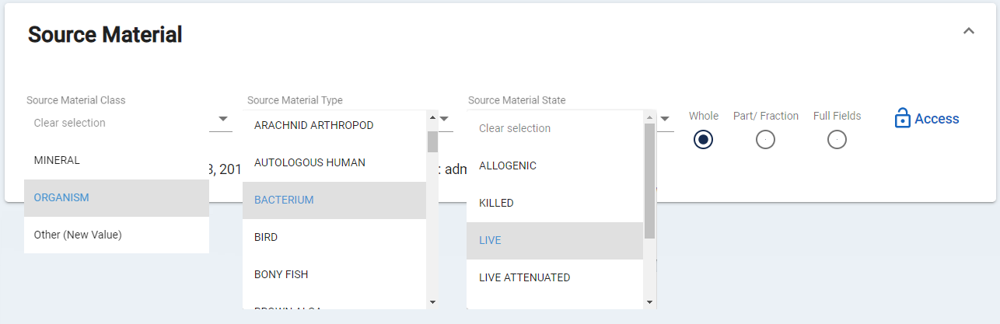 Source Material
Source Material Class
Source Material Type
Source Material State
Whole
Part/ Fraction
Full Fields
Access
Clear selection
MINERAL
ORGANISM
Other (New Value)
ARACHNID ARTHROPOD
AUTOLOGOUS HUMAN
BACTERIUM
BIRD
BONY FISH
Clear selection
ALLOGENIC
KILLED
LIVE
LIVE ATTENUATED
3, 201
: adm